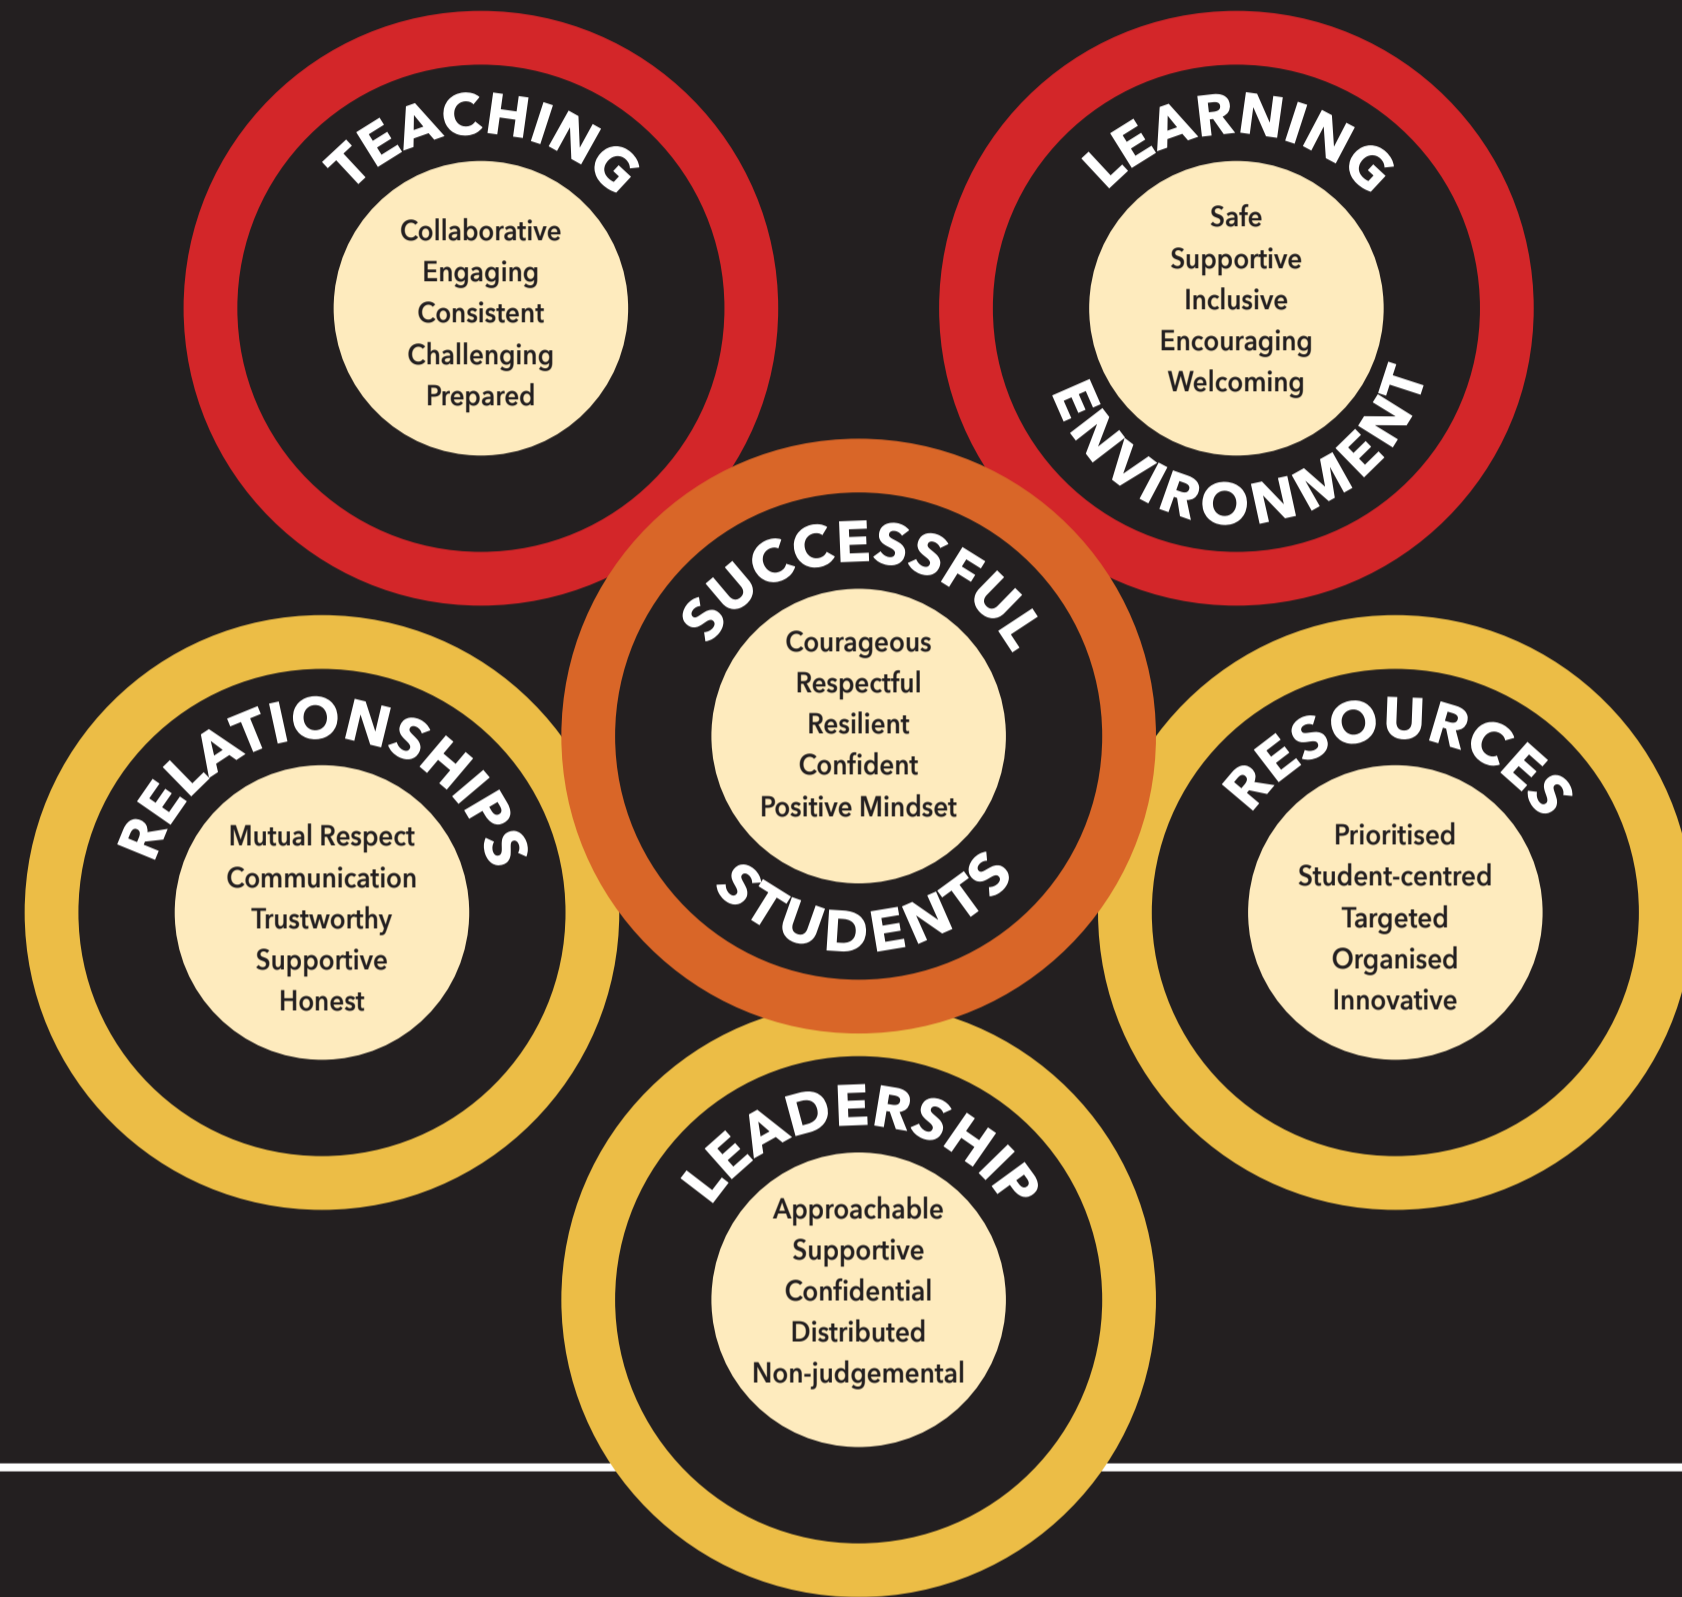 TEACHING
Collaborative
Engaging
Consistent
Challenging
Prepared
LEARNING
Safe
Supportive
Inclusive
Encouraging
Welcoming
ENVIRONMENT
SUCCESSFUL
Courageous
Respectful
Resilient
Confident
Positive Mindset
STUDENTS
RELATIONSHIPS
Mutual Respect
Communication
Trustworthy
Supportive
Honest
RESOURCES
Prioritised
Student-centred
Targeted
Organised
Innovative
LEADERSHIP
Approachable
Supportive
Confidential
Distributed
Non-judgemental